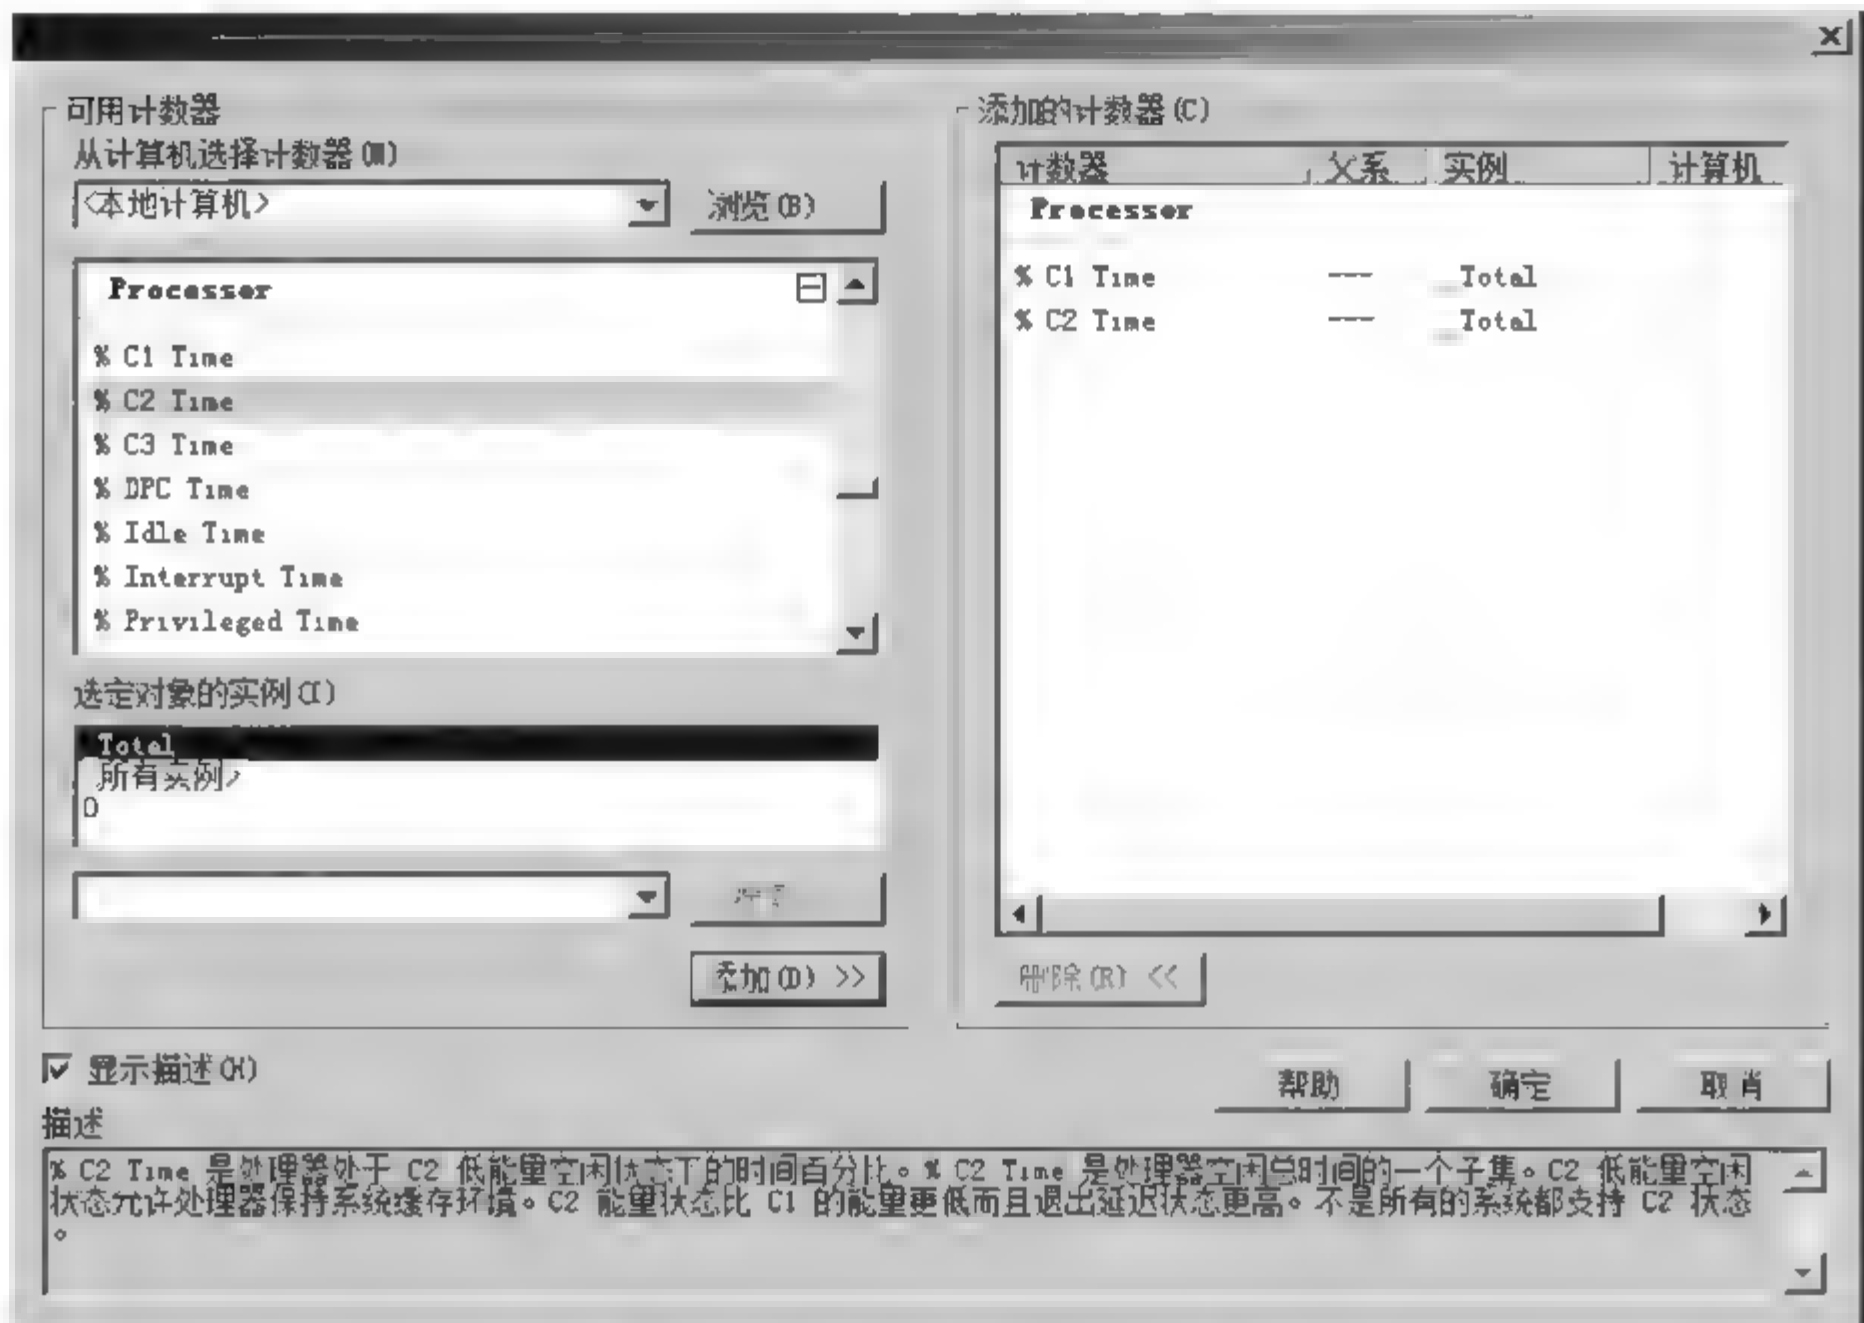 可用计数器
从计算机选择计数器(M)
<本地计算机>
浏览(B)
Processor
% C1 Time
% C2 Time
% C3 Time
% DPC Time
% Idle Time
% Interrupt Time
% Privileged Time
选定对象的实例(I)
_Total
所有实例>
0
添加(D) >>
添加的计数器(C)
计数器 父系 实例 计算机
Processor
% C1 Time --- _Total
% C2 Time --- _Total
删除(R) <<
显示描述(X)
帮助
确定
取消
描述
% C2 Time 是处理器处于 C2 低能量空闲状态下的时间百分比。% C2 Time 是处理器空闲总时间的一个子集。C2 低能量空闲
状态允许处理器保持系统缓存环境。C2 能量状态比 C1 的能量更低而且退出延迟状态更高。不是所有的系统都支持 C2 状态
。